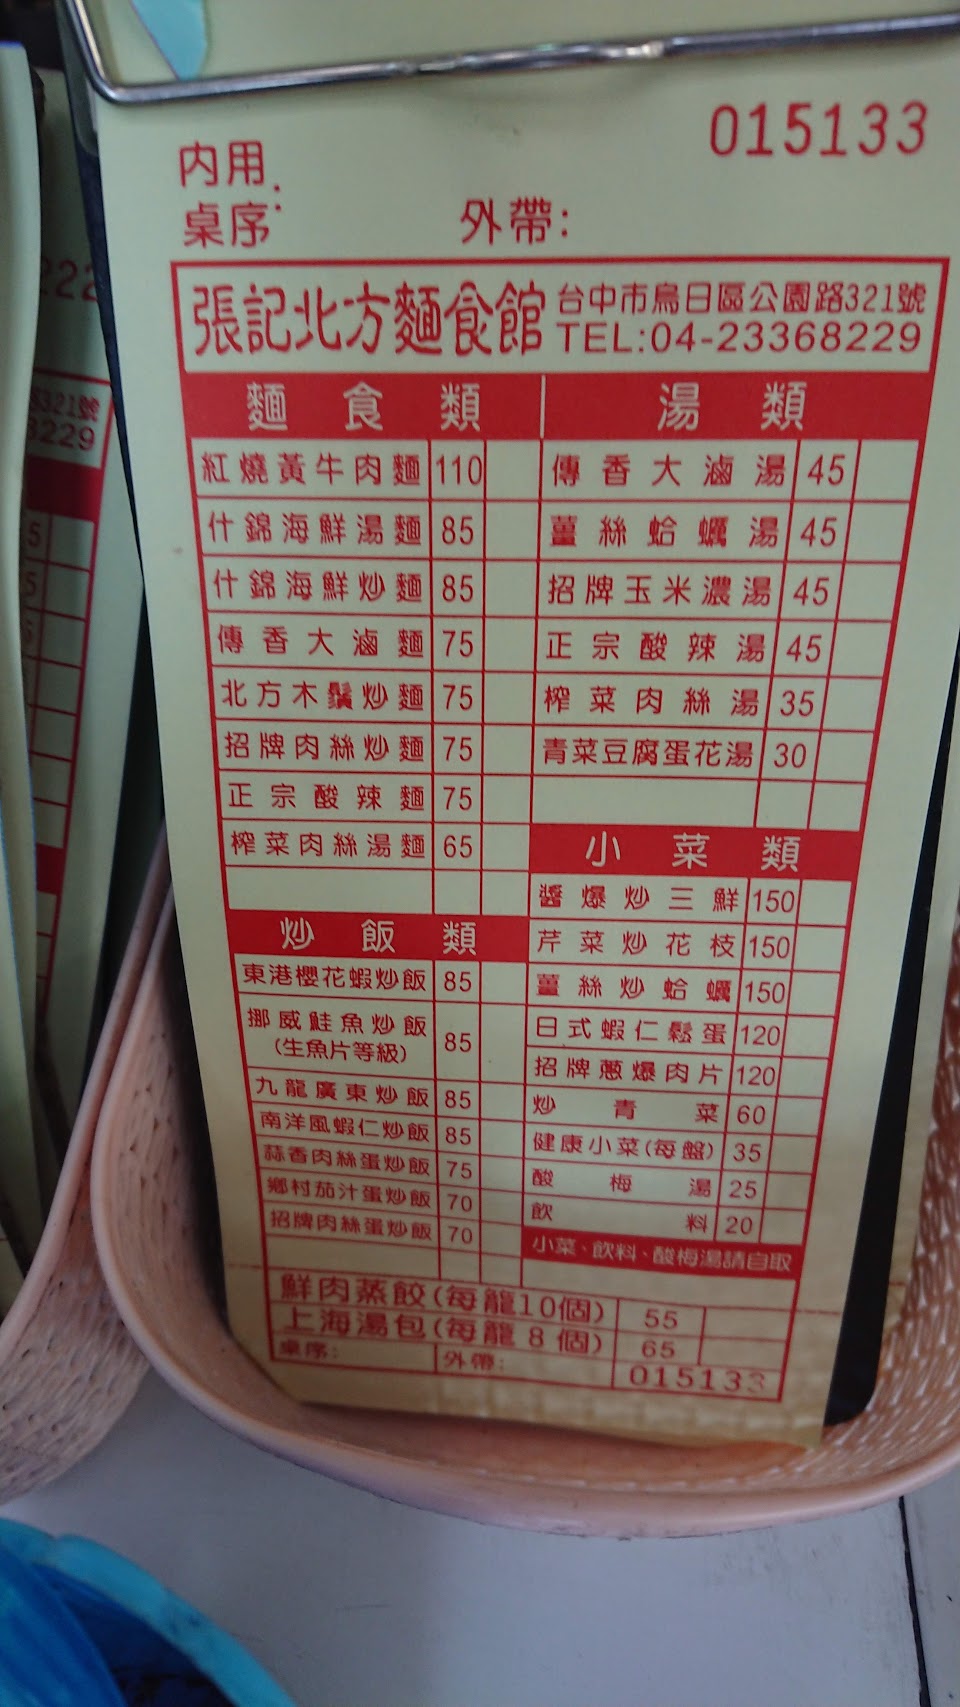 015133
內用
桌序:
外帶:
張記北方麵食館
台中市烏日區公園路321號
TEL:04-23368229
麵食類
紅燒黃牛肉麵 110
什錦海鮮湯麵 85
什錦海鮮炒麵 85
傳香大滷麵 75
北方木鬚炒麵 75
招牌肉絲炒麵 75
正宗酸辣麵 75
榨菜肉絲湯麵 65
炒飯類
東港櫻花蝦炒飯 85
挪威鮭魚炒飯 85
(生魚片等級)
九龍廣東炒飯 85
南洋風蝦仁炒飯 85
蒜香肉絲蛋炒飯 75
鄉村茄汁蛋炒飯 70
招牌肉絲蛋炒飯 70
湯類
傳香大滷湯 45
薑絲蛤蠣湯 45
招牌玉米濃湯 45
正宗酸辣湯 45
榨菜肉絲湯 35
青菜豆腐蛋花湯 30
小菜類
醬爆炒三鮮 150
芹菜炒花枝 150
薑絲炒蛤蠣 150
日式蝦仁鬆蛋 120
招牌蔥爆肉片 120
炒青菜 60
健康小菜(每盤) 35
酸梅湯 25
飲料 20
小菜、飲料、酸梅湯請自取
鮮肉蒸餃(每籠10個) 55
上海湯包(每籠8個) 65
桌序:
外帶:
015133
222
321號
3229